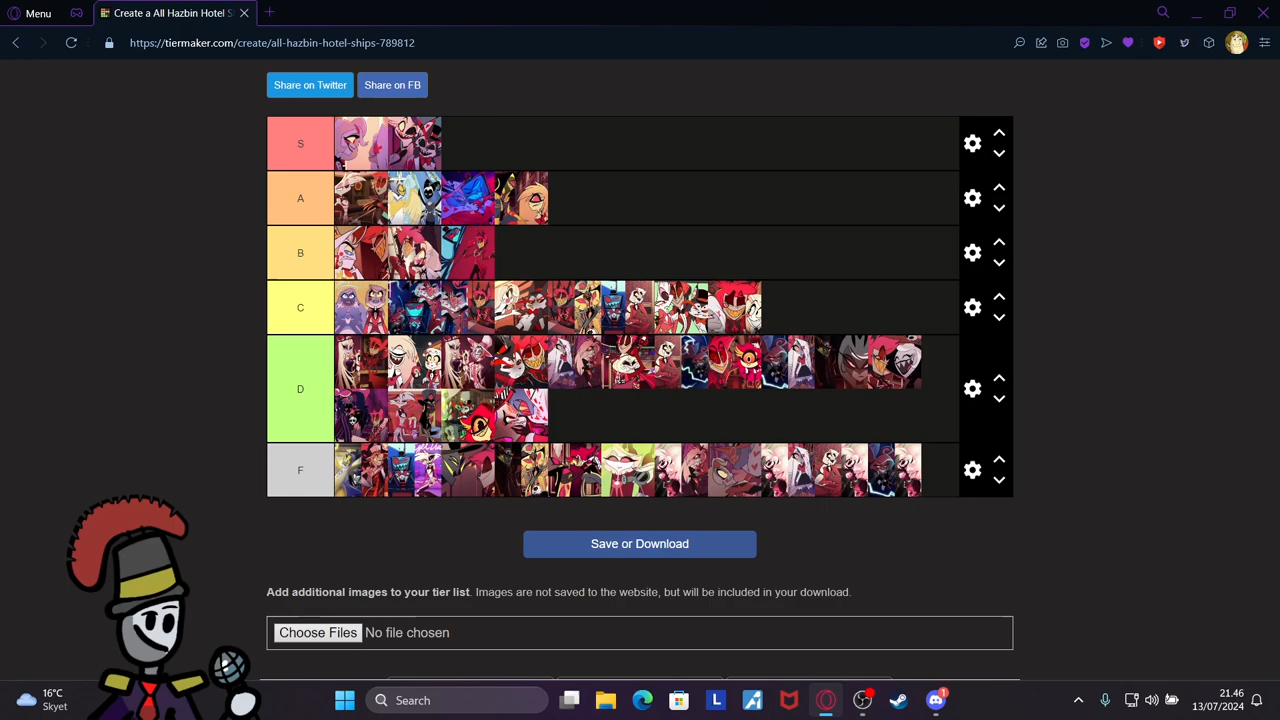 Menu
Create a All Hazbin Hotel S
https://tiermaker.com/create/all-hazbin-hotel-ships-789812
Share on Twitter
Share on FB
S
A
B
C
D
F
Save or Download
Add additional images to your tier list. Images are not saved to the website, but will be included in your download.
Choose Files No file chosen
16°C
Skyet
Search
L
1
21.46
13/07/2024